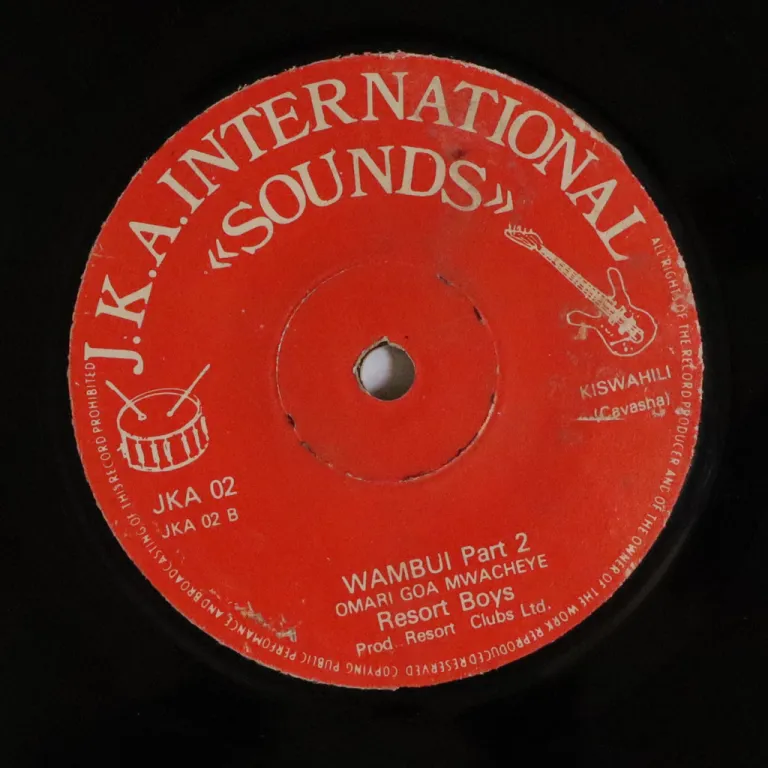 J.K.A. INTERNATIONAL
«SOUNDS»
KISWAHILI
(Cavasha)
JKA 02
JKA 02 B
WAMBUI Part 2
OMARI GOA MWACHEYE
Resort Boys
Prod Resort Clubs Ltd.
ALL RIGHTS OF THE RECORD PRODUCER AND OF THE OWNER OF THE WORK REPRODUCED RESERVED COPYING PUBLIC PERFOMANCE AND BROADCASTING OF THIS RECORD PROHIBITED